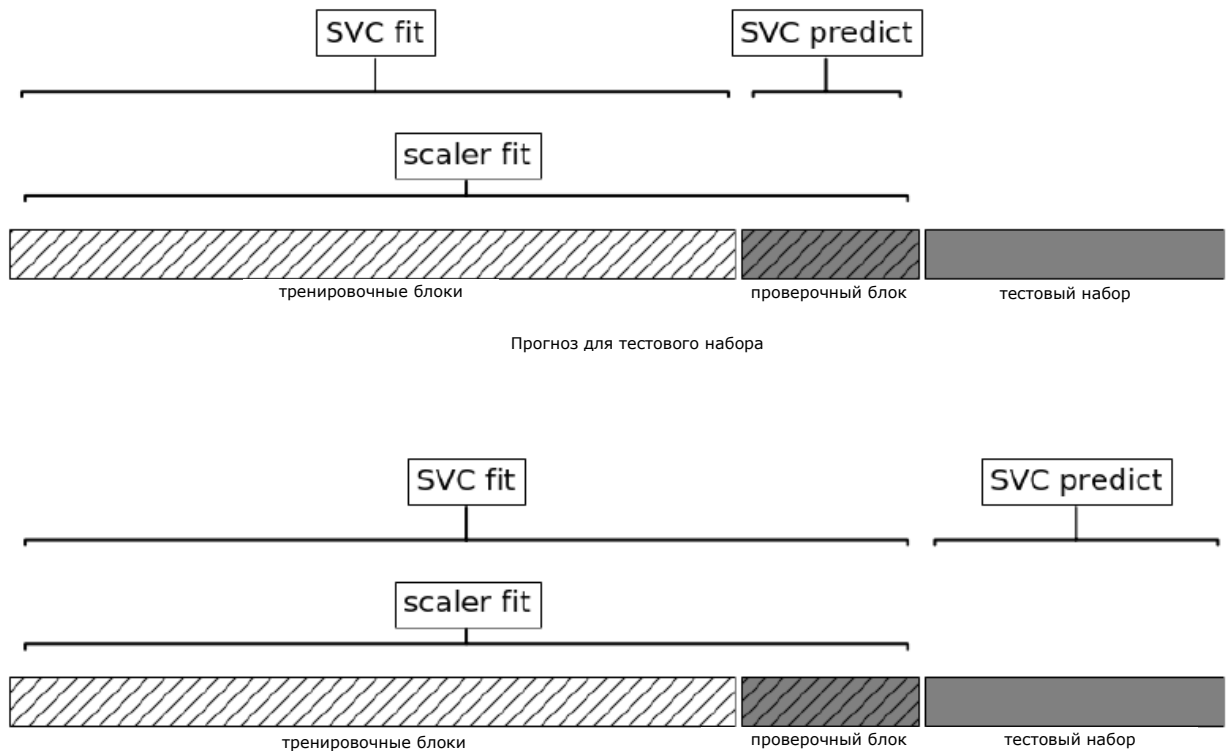 SVC fit
SVC predict
scaler fit
тренировочные блоки
проверочный блок
тестовый набор
Прогноз для тестового набора
SVC fit
SVC predict
scaler fit
тренировочные блоки
проверочный блок
тестовый набор